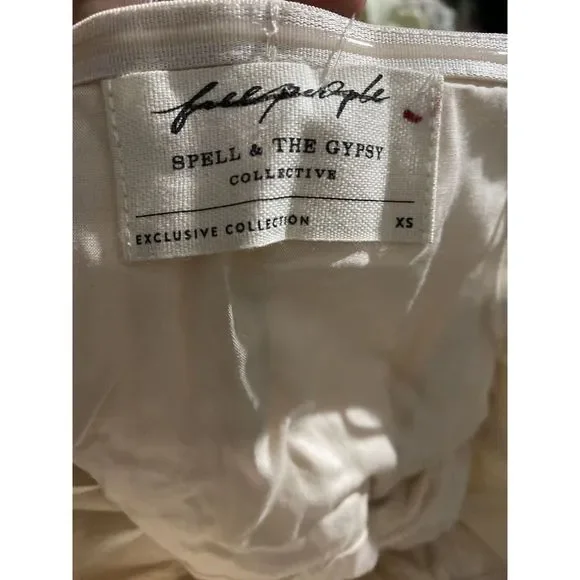 free people
SPELL & THE GYPSY
COLLECTIVE
EXCLUSIVE COLLECTION XS